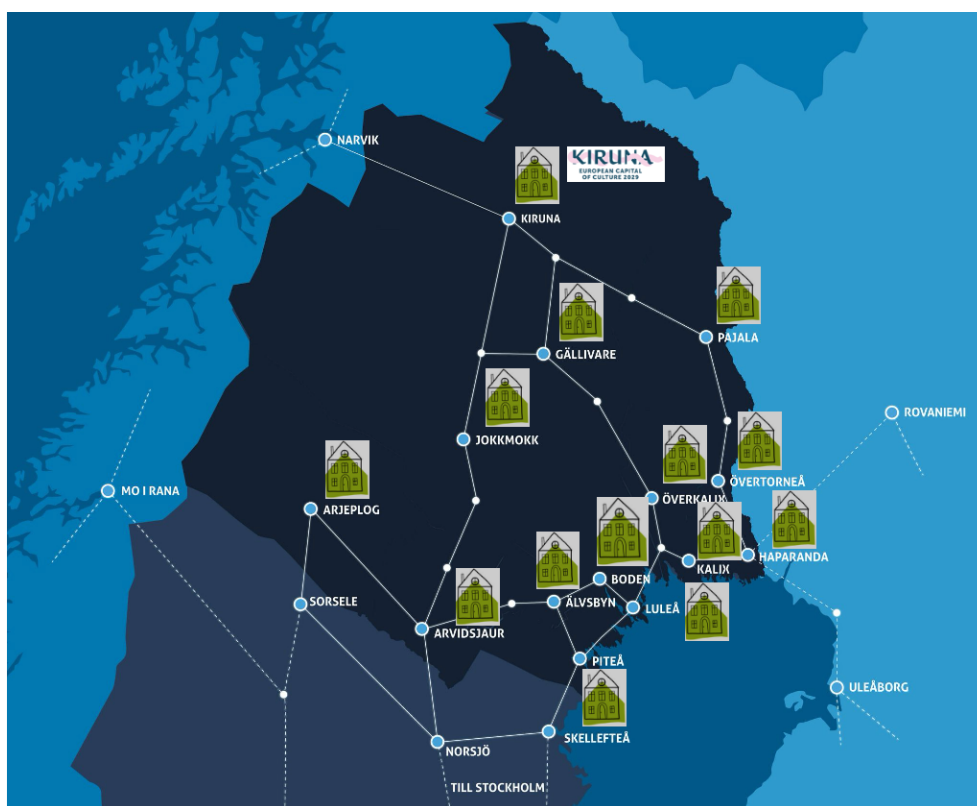 NARVIK
KIRUNA
EUROPEAN CAPITAL
OF CULTURE 2029
KIRUNA
PAJALA
GÄLLIVARE
ROVANIEMI
JOKKMOKK
ÖVERTORNEÅ
MO I RANA
ÖVERKALIX
ARJEPLOG
HAPARANDA
KALIX
BODEN
SORSELE
ÄLVSBYN
LULEÅ
ARVIDSJAUR
PITEÅ
ULEÅBORG
SKELLEFTEÅ
NORSJÖ
TILL STOCKHOLM